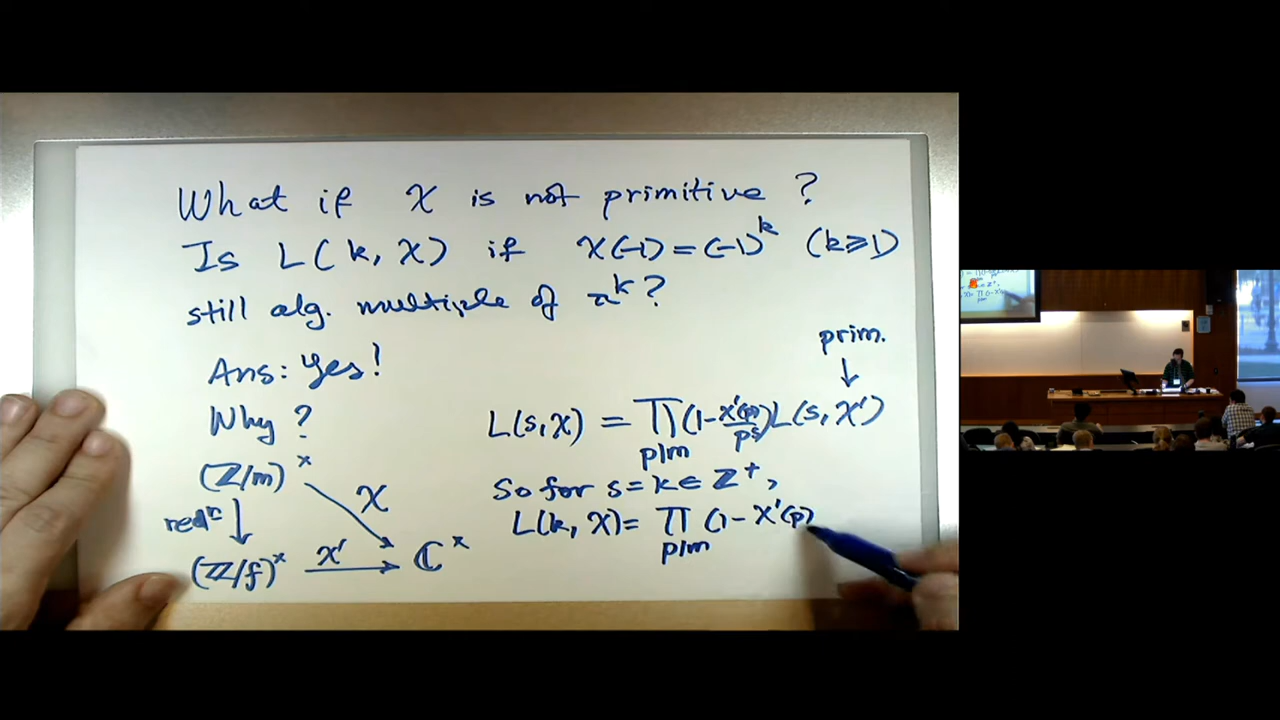 What if χ is not primitive ?
Is L(k, χ) if χ(-1) = (-1)^k (k≥1)
still alg. multiple of π^k?
Ans: Yes!
Why ?
(ℤ/m)^×
χ
red^n ↓
(ℤ/f)^× χ' → ℂ^×
prim.
↓
L(s,χ) = ∏_{p|m} (1 - χ'(p)/p^s) L(s, χ')
So for s = k ∈ ℤ^+,
L(k, χ) = ∏_{p|m} (1 - χ'(p)